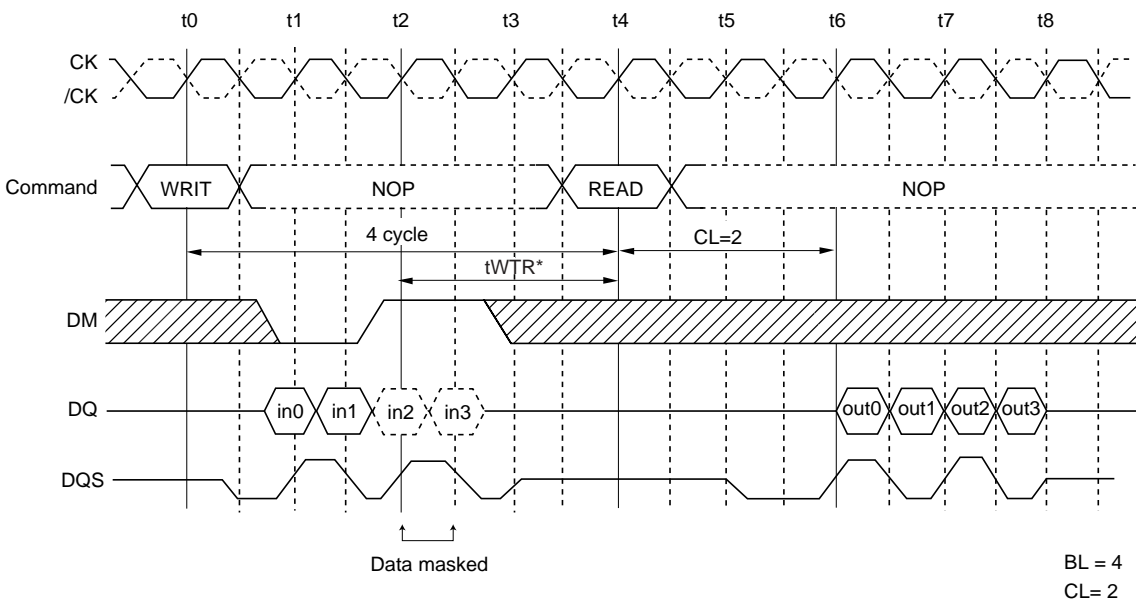 t0 t1 t2 t3 t4 t5 t6 t7 t8
CK
/CK
Command WRIT NOP READ NOP
4 cycle CL=2
tWTR*
DM
DQ in0 in1 in2 in3 out0 out1 out2 out3
DQS
Data masked
BL = 4
CL= 2